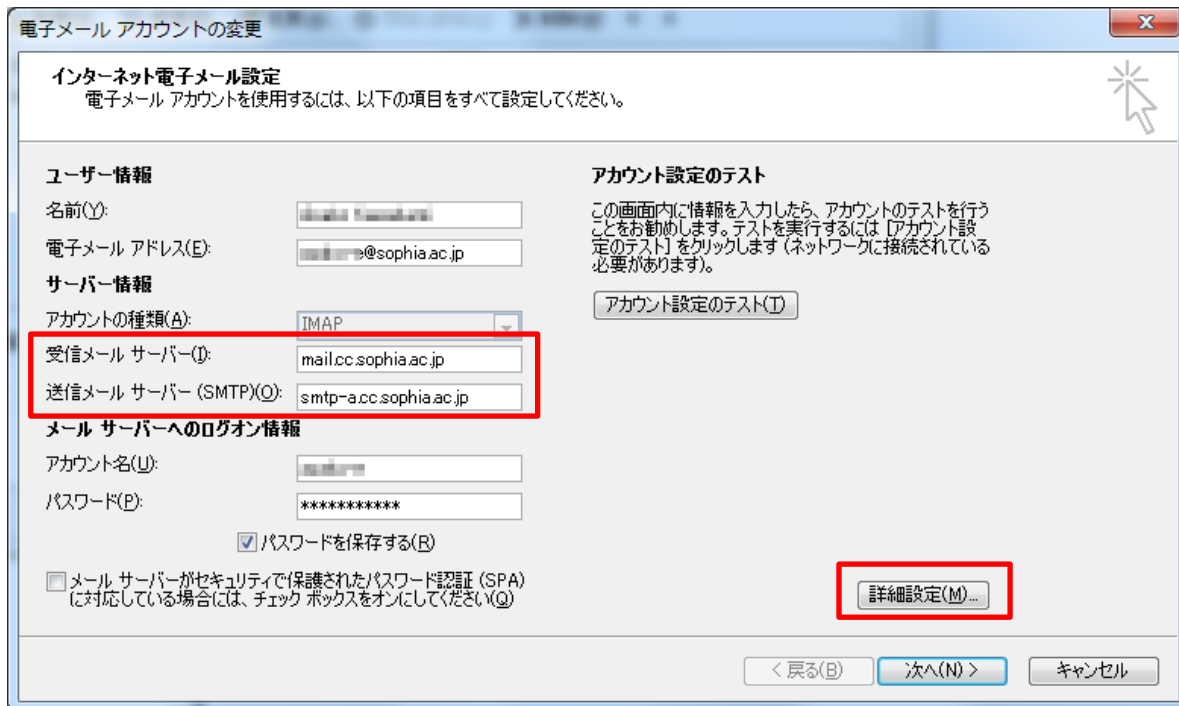 電子メール アカウントの変更
インターネット電子メール設定
電子メール アカウントを使用するには、以下の項目をすべて設定してください。
ユーザー情報
名前(Y):
電子メール アドレス(E):
@sophia.ac.jp
サーバー情報
アカウントの種類(A):
IMAP
受信メール サーバー(I):
mail.cc.sophia.ac.jp
送信メール サーバー (SMTP)(O):
smtp-a.cc.sophia.ac.jp
メール サーバーへのログオン情報
アカウント名(U):
パスワード(P):
***********
パスワードを保存する(R)
メール サーバーがセキュリティで保護されたパスワード認証 (SPA)
に対応している場合には、チェック ボックスをオンにしてください(Q)
アカウント設定のテスト
この画面内に情報を入力したら、アカウントのテストを行う
ことをお勧めします。テストを実行するには [アカウント設
定のテスト] をクリックします (ネットワークに接続されている
必要があります)。
アカウント設定のテスト(T)
詳細設定(M)...
< 戻る(B)
次へ(N) >
キャンセル